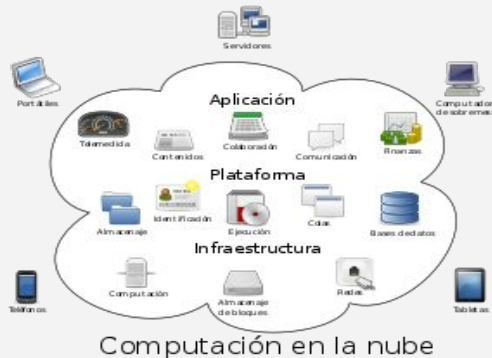 Servidores
Portátiles
Computador
de sobremesa
Aplicación
Telemedida
Contenidos
Colaboración
Comunicación
Finanzas
Plataforma
Almacenaje
Identificación
Ejecución
Colas
Bases de datos
Infraestructura
Computación
Almacenaje
de bloques
Redes
Teléfonos
Tabletas
Computación en la nube